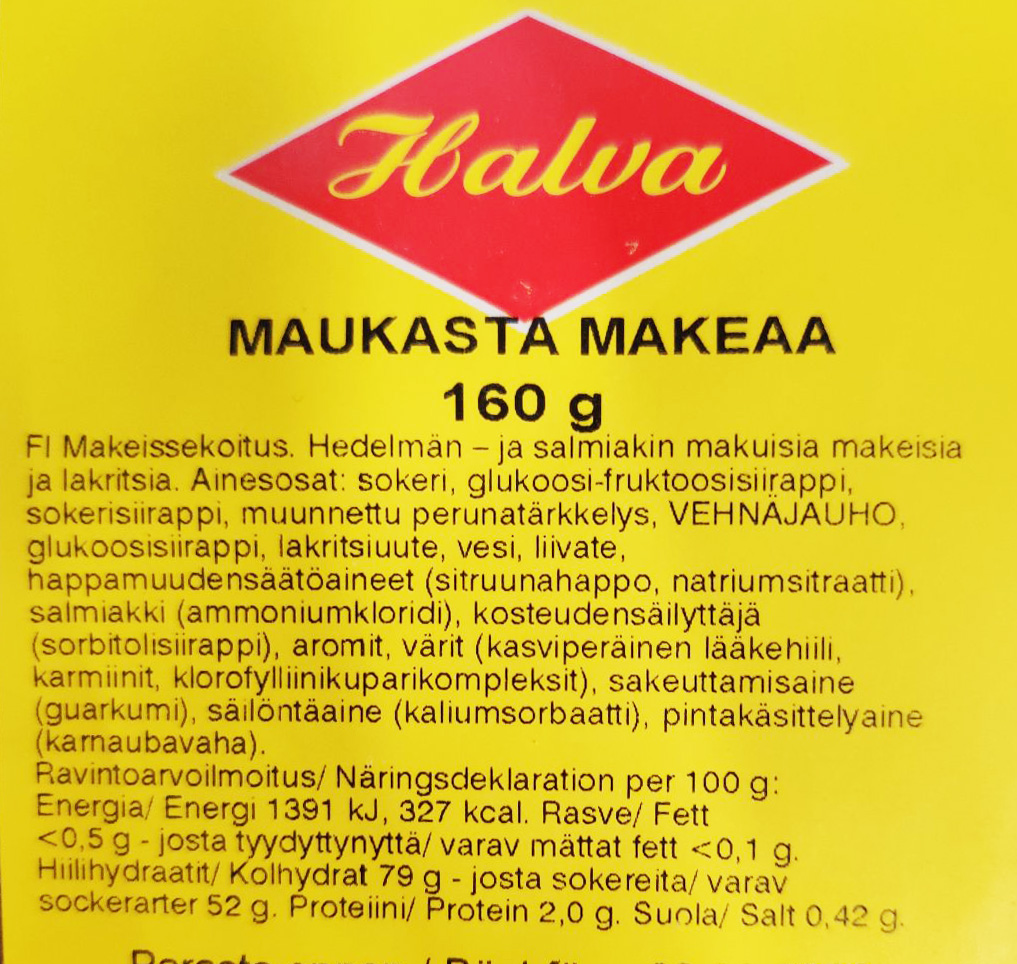 Halva
MAUKASTA MAKEAA
160 g
FI Makeissekoitus. Hedelmän – ja salmiakin makuisia makeisia
ja lakritsia. Ainesosat: sokeri, glukoosi-fruktoosisiirappi,
sokerisiirappi, muunnettu perunatärkkelys, VEHNÄJAUHO,
glukoosisiirappi, lakritsiuute, vesi, liivate,
happamuudensäätöaineet (sitruunahappo, natriumsitraatti),
salmiakki (ammoniumkloridi), kosteudensäilyttäjä
(sorbitolisiirappi), aromit, värit (kasviperäinen lääkehiili,
karmiinit, klorofylliinikuparikompleksit), sakeuttamisaine
(guarkumi), säilöntäaine (kaliumsorbaatti), pintakäsittelyaine
(karnaubavaha).
Ravintoarvoilmoitus/ Näringsdeklaration per 100 g:
Energia/ Energi 1391 kJ, 327 kcal. Rasve/ Fett
<0,5 g - josta tyydyttynyttä/ varav mättat fett <0,1 g.
Hiilihydraatit/ Kolhydrat 79 g - josta sokereita/ varav
sockerarter 52 g. Proteiini/ Protein 2,0 g. Suola/ Salt 0,42 g.